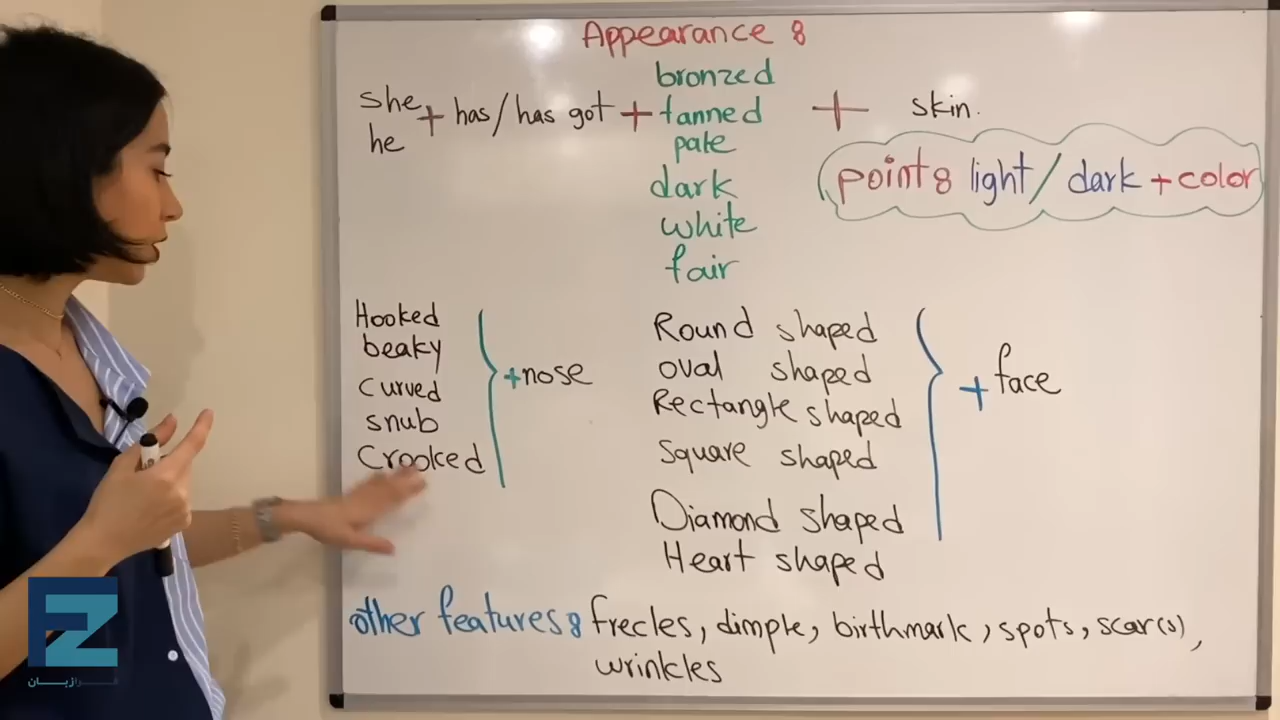 Appearance :
she
he
+ has/has got +
bronzed
tanned
pale
dark
white
fair
+ skin.
point: light/dark + color
Hooked
beaky
curved
snub
Crooked
+nose
Round shaped
oval shaped
Rectangle shaped
Square shaped
Diamond shaped
Heart shaped
+ face
other features: frecles, dimple, birthmark, spots, scar(s),
wrinkles
FZ
فرازبان